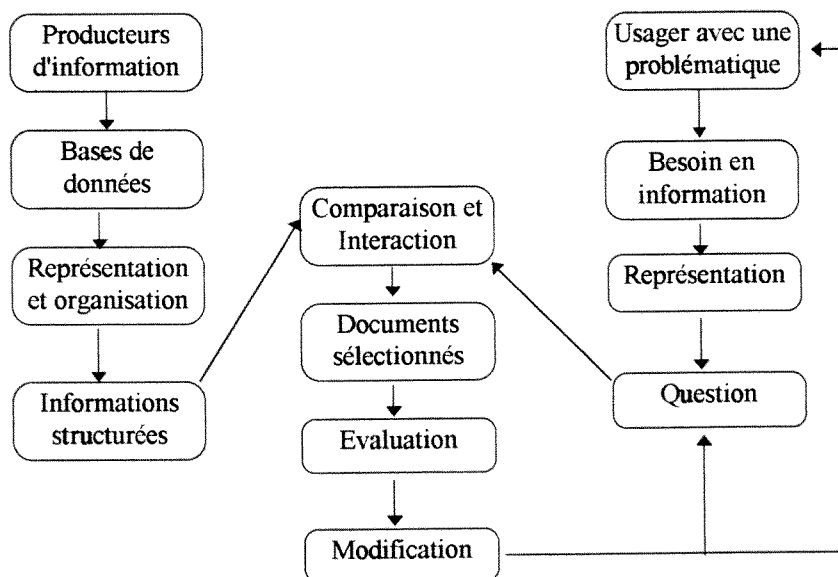 Producteurs
d'information
Bases de
données
Représentation
et organisation
Informations
structurées
Comparaison et
Interaction
Documents
sélectionnés
Evaluation
Modification
Usager avec une
problématique
Besoin en
information
Représentation
Question